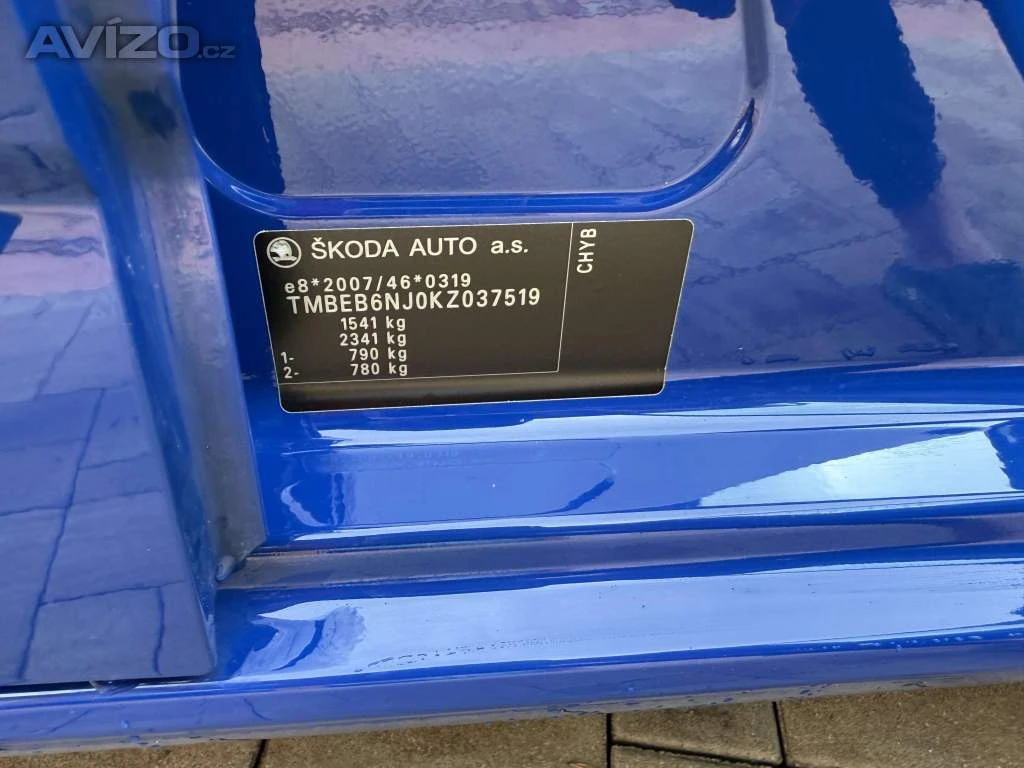 AVÍZO.cz
ŠKODA AUTO a.s.
CHYB
e8*2007/46*0319
TMBEB6NJ0KZ037519
1541 kg
2341 kg
1- 790 kg
2- 780 kg